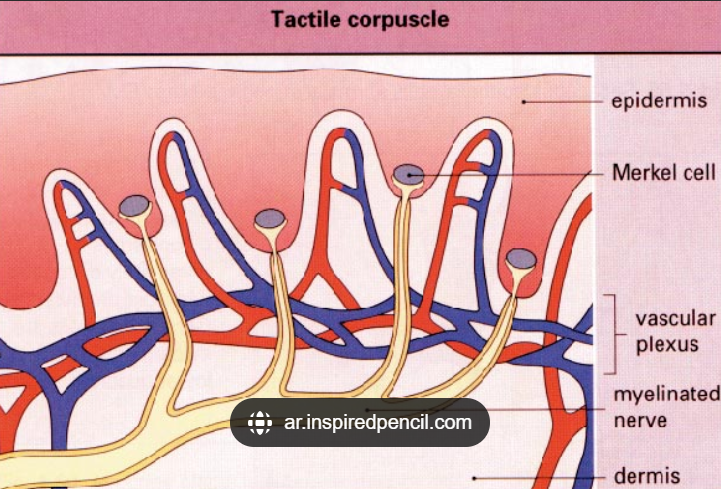 Tactile corpuscle
epidermis
Merkel cell
vascular
plexus
myelinated
nerve
ar.inspiredpencil.com
dermis